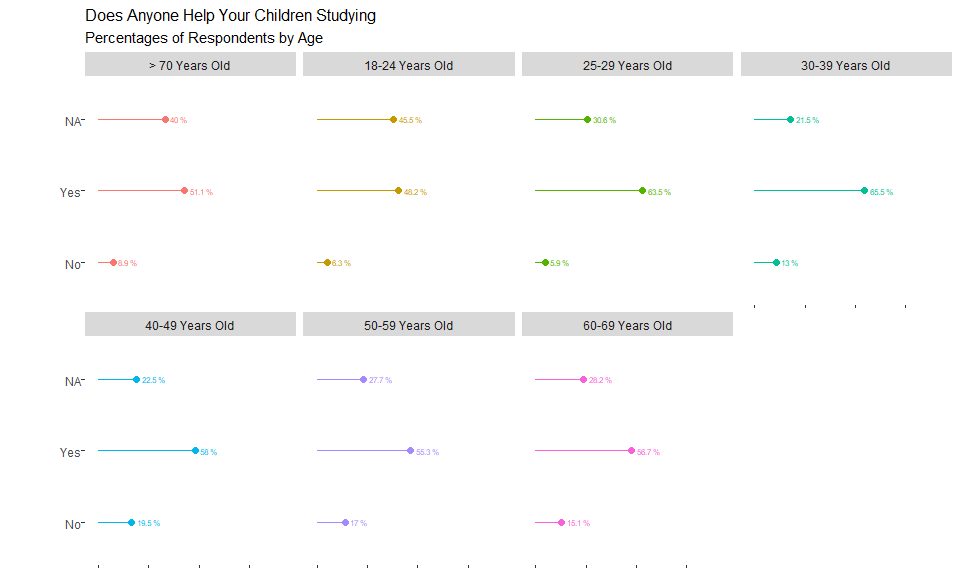 Does Anyone Help Your Children Studying
Percentages of Respondents by Age
> 70 Years Old 18-24 Years Old 25-29 Years Old 30-39 Years Old
NA 40 % 45.5 % 30.6 % 21.5 %
Yes 51.1 % 48.2 % 63.5 % 65.5 %
No 8.9 % 6.3 % 5.9 % 13 %
40-49 Years Old 50-59 Years Old 60-69 Years Old
NA 22.5 % 27.7 % 28.2 %
Yes 58 % 55.3 % 56.7 %
No 19.5 % 17 % 15.1 %